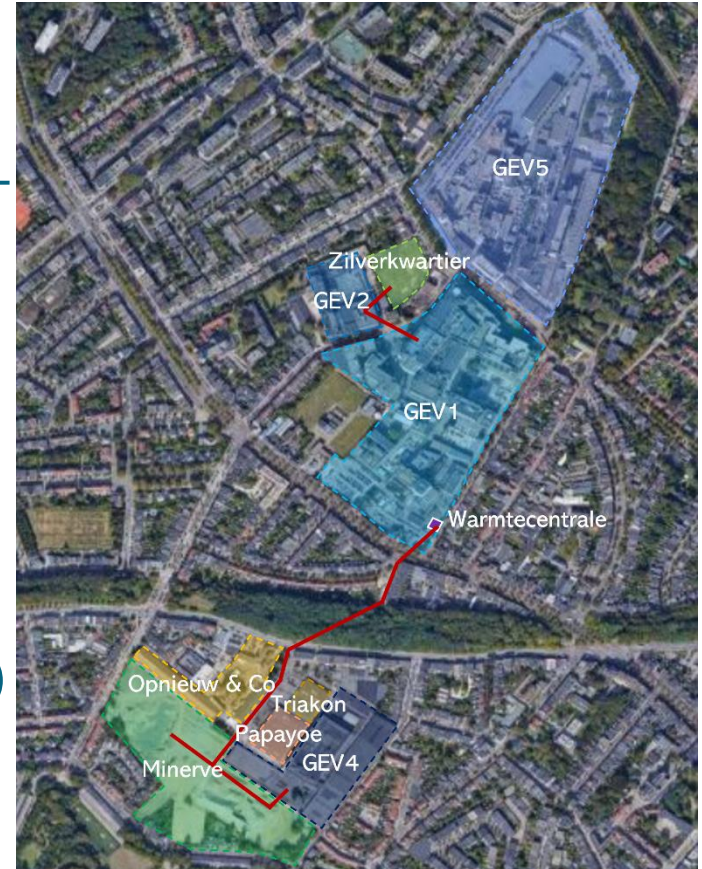 GEV5
Zilverkwartier
GEV2
GEV1
Warmtecentrale
Opnieuw & Co
Triakon
Papayoe
GEV4
Minerve
)